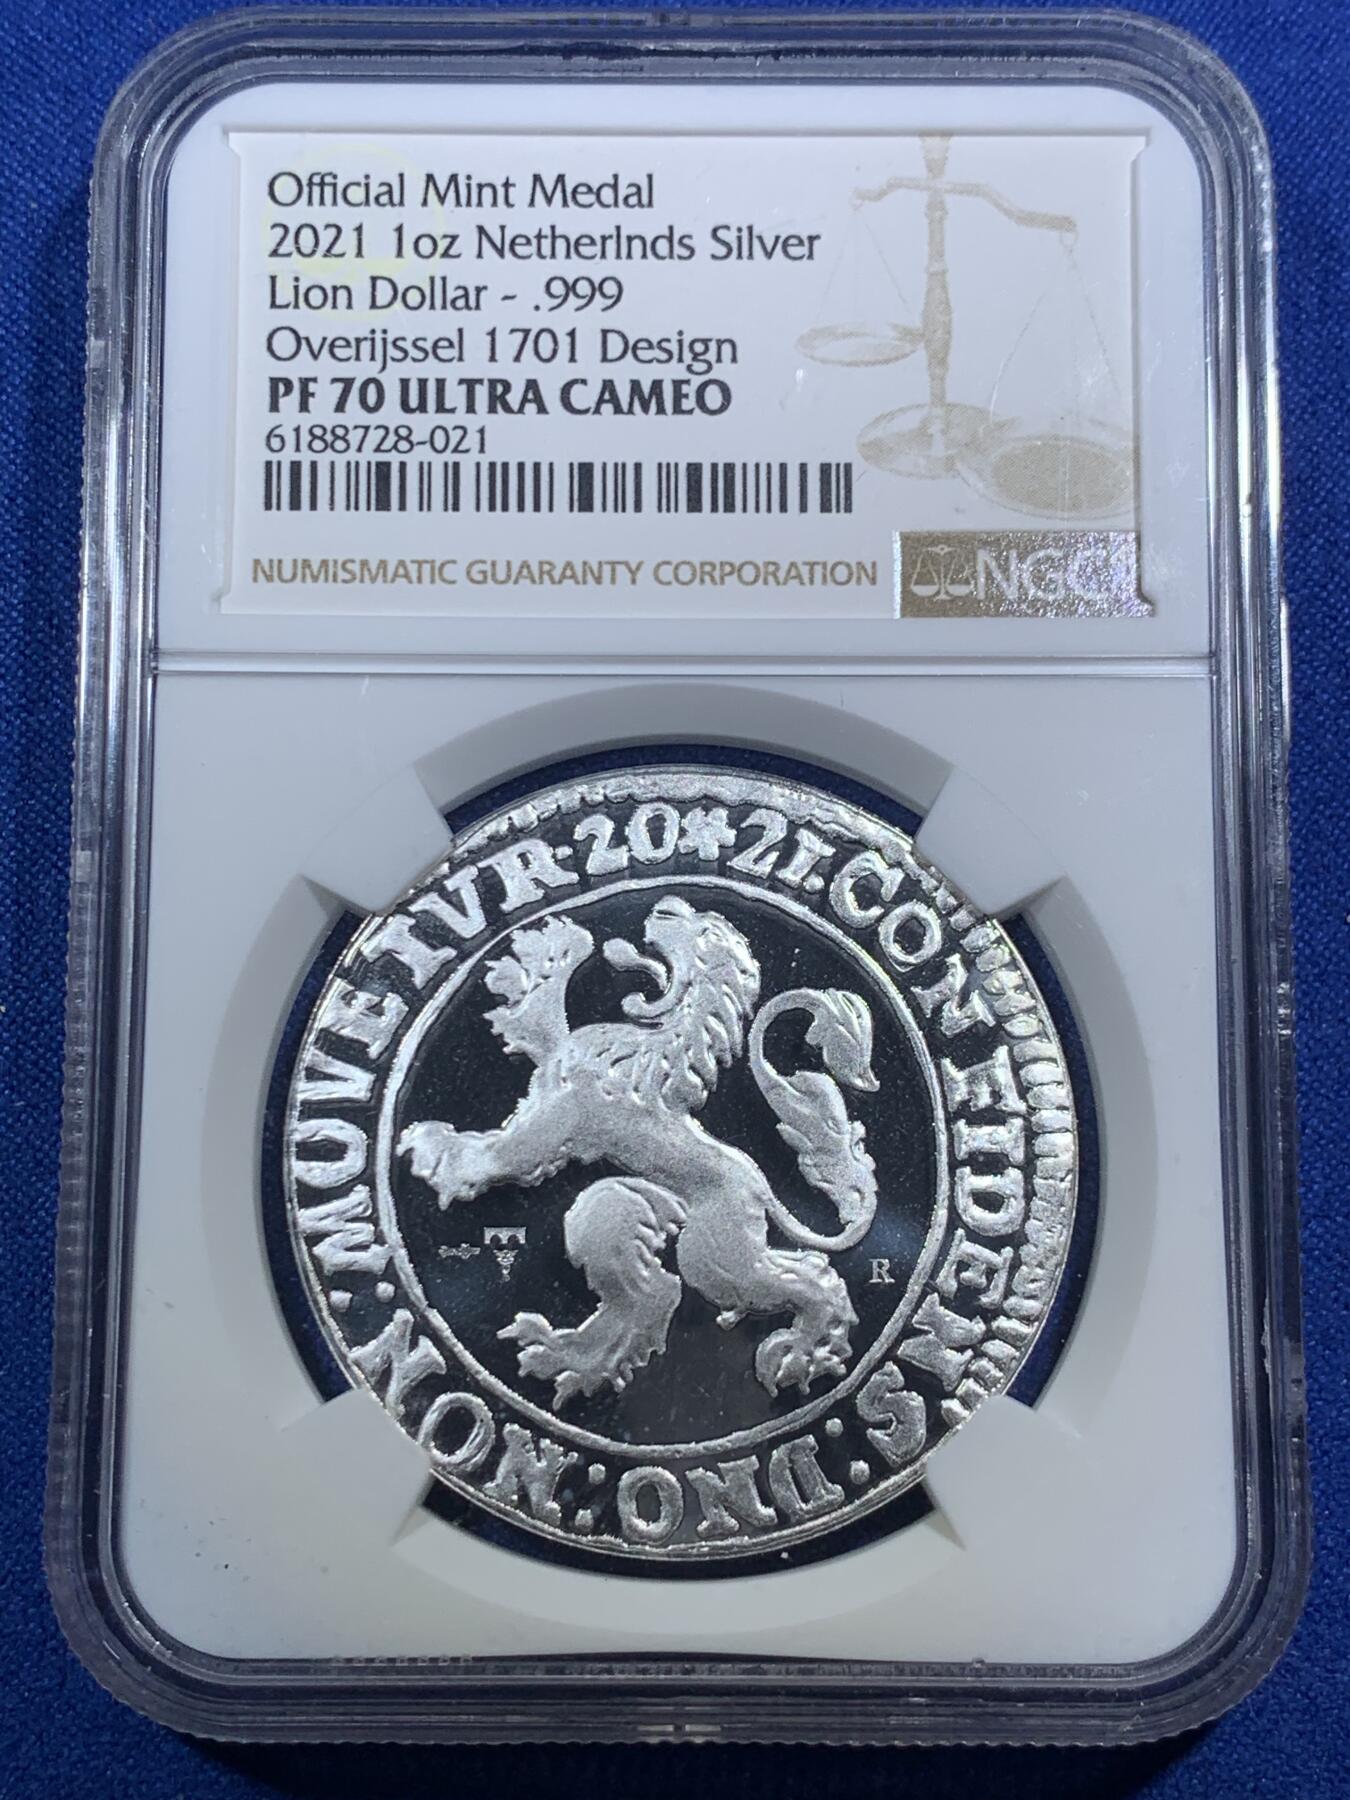 Official Mint Medal
2021 1oz Netherlnds Silver
Lion Dollar - .999
Overijssel 1701 Design
PF 70 ULTRA CAMEO
6188728-021
NUMISMATIC GUARANTY CORPORATION
NGC
CONFIDENS · DNO : NON : MOVETVR · 20 * 21.
R